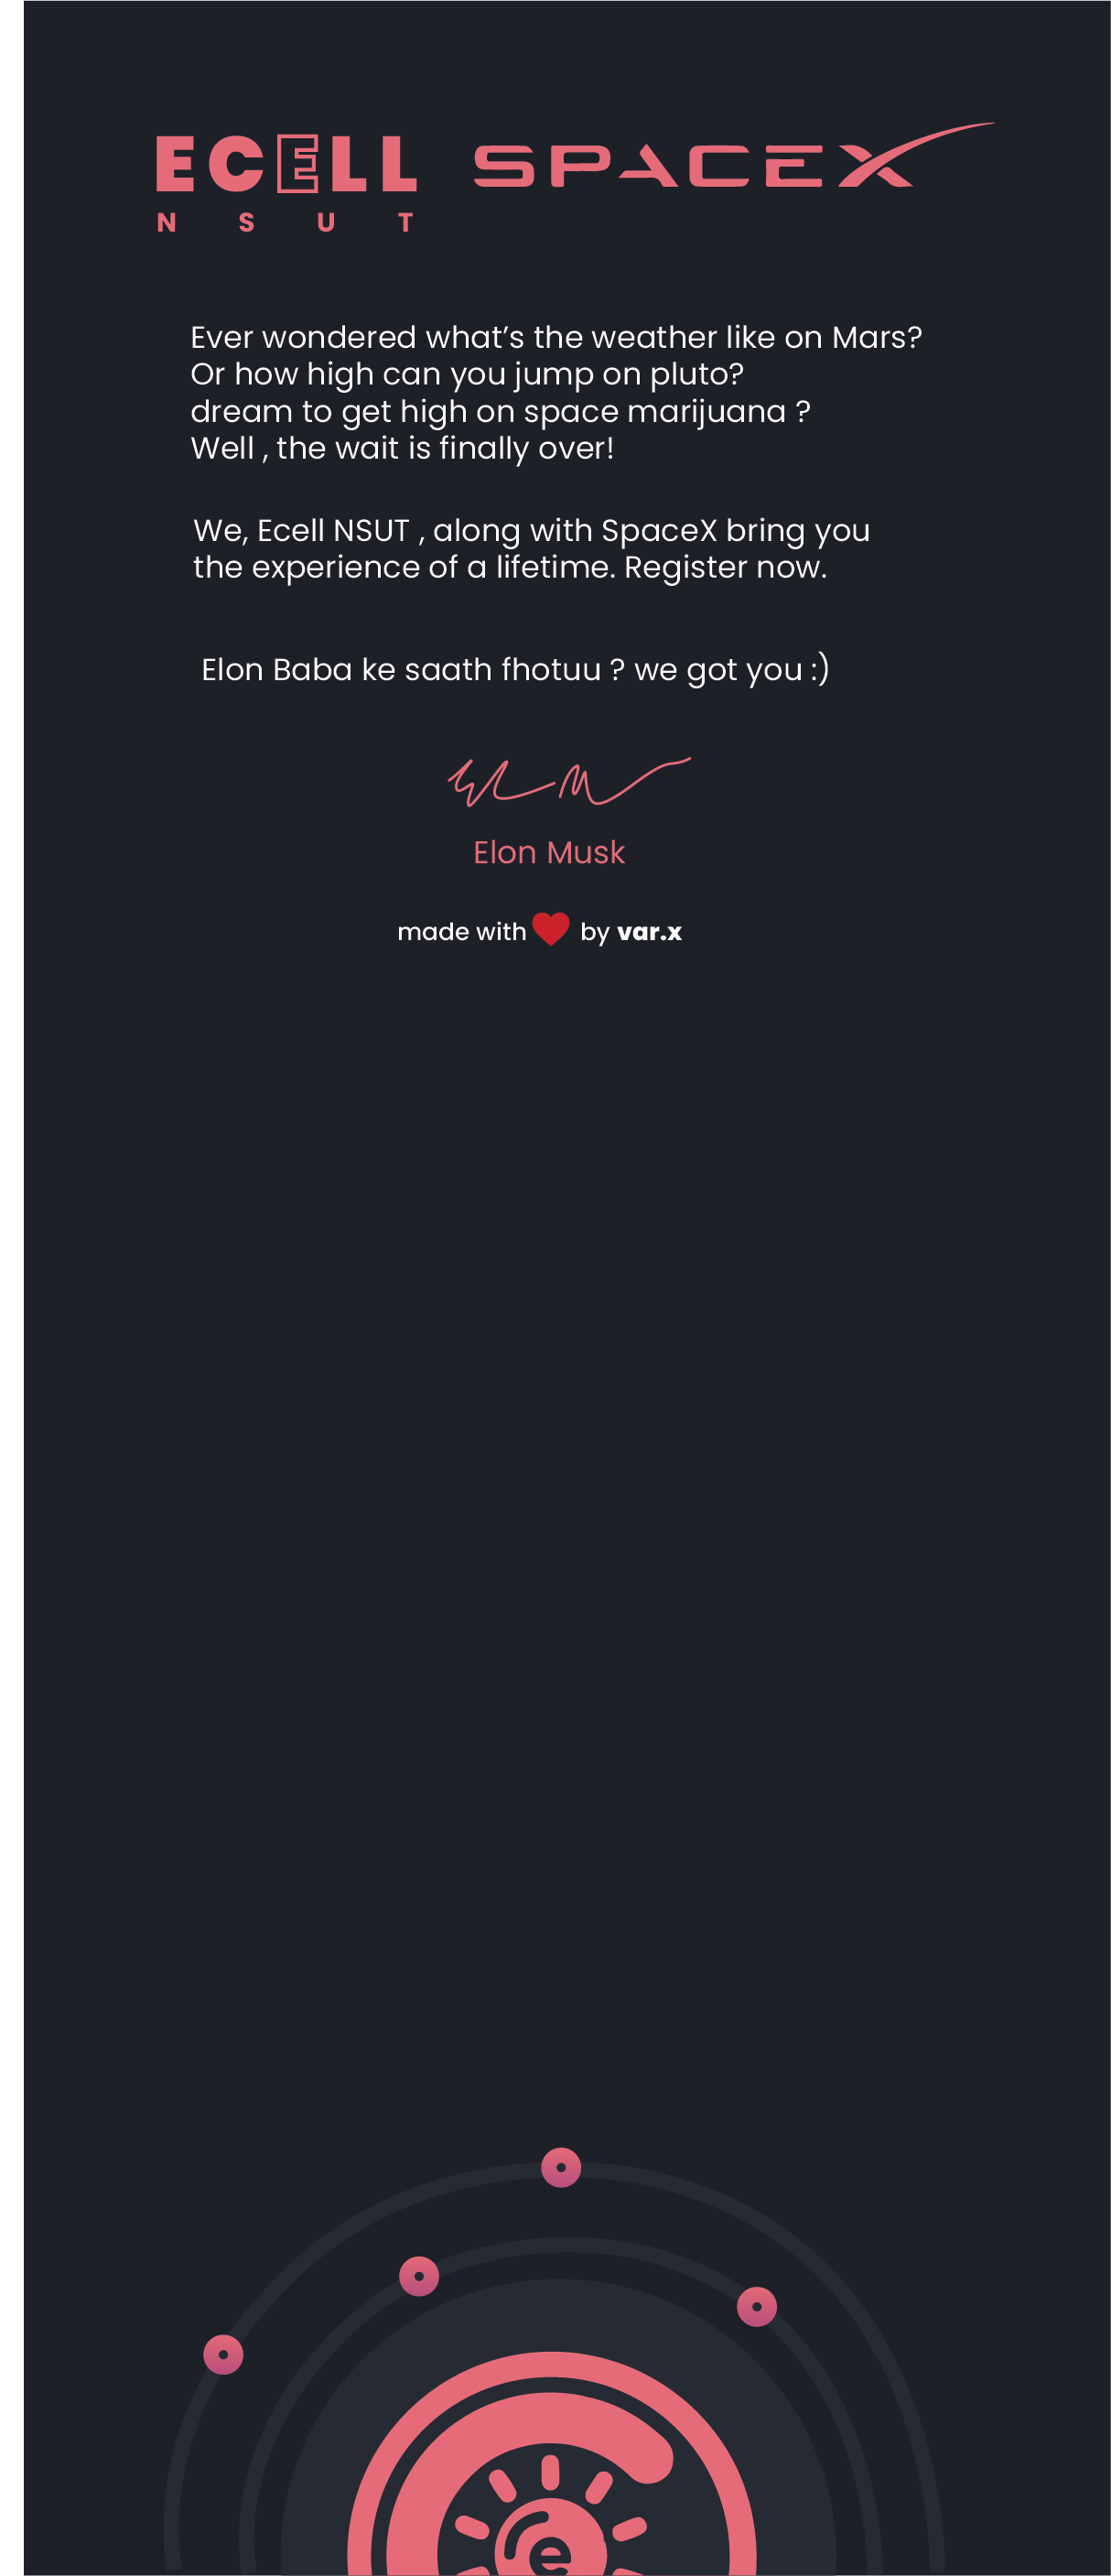 ECELL
NSUT
SPACEX
Ever wondered what’s the weather like on Mars?
Or how high can you jump on pluto?
dream to get high on space marijuana ?
Well , the wait is finally over!
We, Ecell NSUT , along with SpaceX bring you
the experience of a lifetime. Register now.
Elon Baba ke saath fhotuu ? we got you :)
Elon Musk
made with ❤ by var.x
e